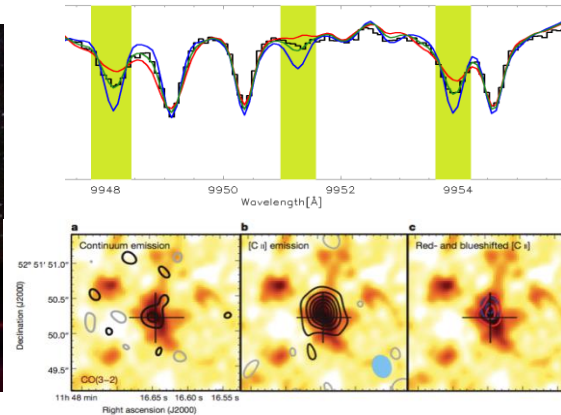 9948
9950
9952
9954
Wavelength[Å]
a
Continuum emission
b
[C II] emission
c
Red- and blueshifted [C II]
Declination (J2000)
52° 51′ 51.0″
50.5″
50.0″
49.5″
CO(3–2)
11h 48 min
16.65 s
16.60 s
16.55 s
Right ascension (J2000)